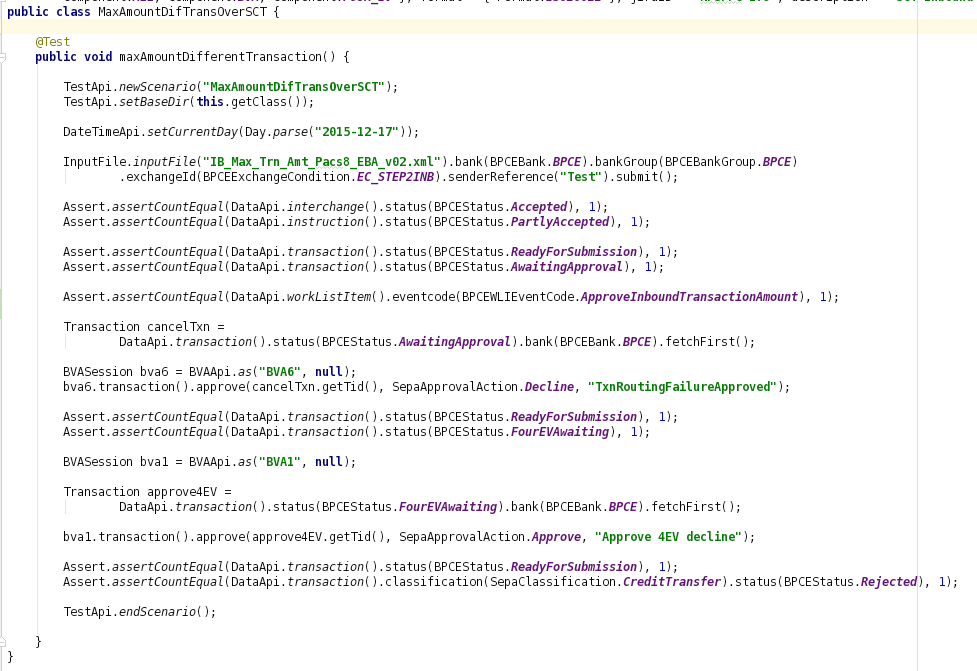 public class MaxAmountDifTransOverSCT {
@Test
public void maxAmountDifferentTransaction() {
TestApi.newScenario("MaxAmountDifTransOverSCT");
TestApi.setBaseDir(this.getClass());
DateTimeApi.setCurrentDay(Day.parse("2015-12-17"));
InputFile.inputFile("IB_Max_Trn_Amt_Pacs8_EBA_v02.xml").bank(BPCEBank.BPCE).bankGroup(BPCEBankGroup.BPCE)
.exchangeId(BPCEExchangeCondition.EC_STEP2INB).senderReference("Test").submit();
Assert.assertCountEqual(DataApi.interchange().status(BPCEStatus.Accepted), 1);
Assert.assertCountEqual(DataApi.instruction().status(BPCEStatus.PartlyAccepted), 1);
Assert.assertCountEqual(DataApi.transaction().status(BPCEStatus.ReadyForSubmission), 1);
Assert.assertCountEqual(DataApi.transaction().status(BPCEStatus.AwaitingApproval), 1);
Assert.assertCountEqual(DataApi.workListItem().eventcode(BPCEWLIEventCode.ApproveInboundTransactionAmount), 1);
Transaction cancelTxn =
DataApi.transaction().status(BPCEStatus.AwaitingApproval).bank(BPCEBank.BPCE).fetchFirst();
BVASession bva6 = BVAApi.as("BVA6", null);
bva6.transaction().approve(cancelTxn.getTid(), SepaApprovalAction.Decline, "TxnRoutingFailureApproved");
Assert.assertCountEqual(DataApi.transaction().status(BPCEStatus.ReadyForSubmission), 1);
Assert.assertCountEqual(DataApi.transaction().status(BPCEStatus.FourEVAwaiting), 1);
BVASession bva1 = BVAApi.as("BVA1", null);
Transaction approve4EV =
DataApi.transaction().status(BPCEStatus.FourEVAwaiting).bank(BPCEBank.BPCE).fetchFirst();
bva1.transaction().approve(approve4EV.getTid(), SepaApprovalAction.Approve, "Approve 4EV decline");
Assert.assertCountEqual(DataApi.transaction().status(BPCEStatus.ReadyForSubmission), 1);
Assert.assertCountEqual(DataApi.transaction().classification(SepaClassification.CreditTransfer).status(BPCEStatus.Rejected), 1);
TestApi.endScenario();
}
}